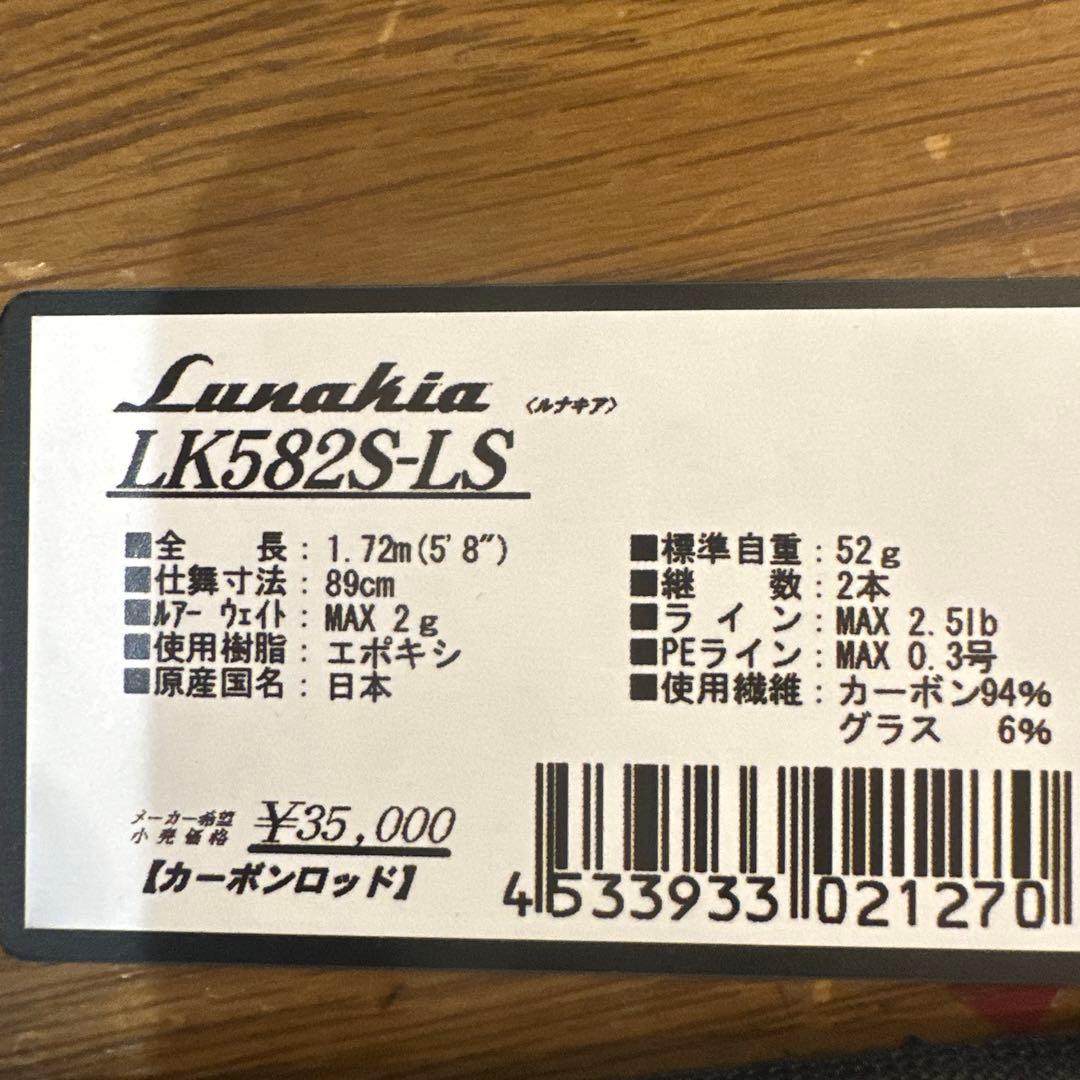 Lunakia 〈ルナキア〉
LK582S-LS
■全 長：1.72m(5'8")
■仕舞寸法：89cm
■ルアー ウェイト：MAX 2g
■使用樹脂：エポキシ
■原産国名：日本
■標準自重：52g
■継 数：2本
■ラ イ ン：MAX 2.5lb
■PEライン：MAX 0.3号
■使用繊維：カーボン94%
グラス 6%
メーカー希望
小売価格 ¥35,000
【カーボンロッド】
4 533933 021270